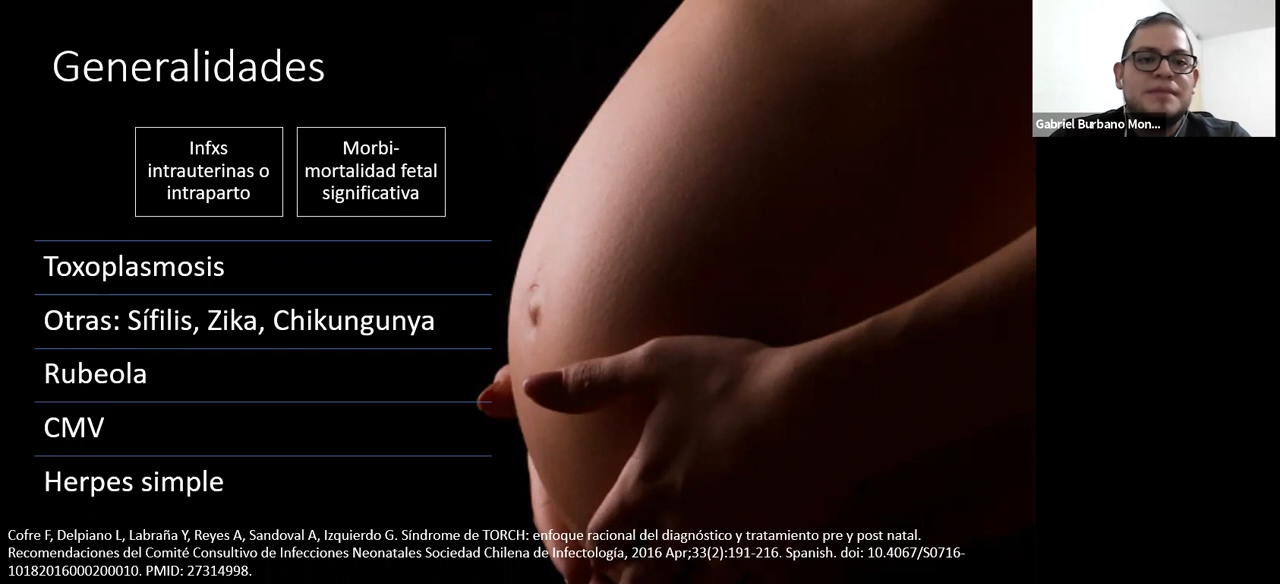 Generalidades
Infxs
intrauterinas o
intraparto
Morbi-
mortalidad fetal
significativa
Toxoplasmosis
Otras: Sífilis, Zika, Chikungunya
Rubeola
CMV
Herpes simple
Cofre F, Delpiano L, Labraña Y, Reyes A, Sandoval A, Izquierdo G. Síndrome de TORCH: enfoque racional del diagnóstico y tratamiento pre y post natal.
Recomendaciones del Comité Consultivo de Infecciones Neonatales Sociedad Chilena de Infectología, 2016 Apr;33(2):191-216. Spanish. doi: 10.4067/S0716-
10182016000200010. PMID: 27314998.
Gabriel Burbano Mon...